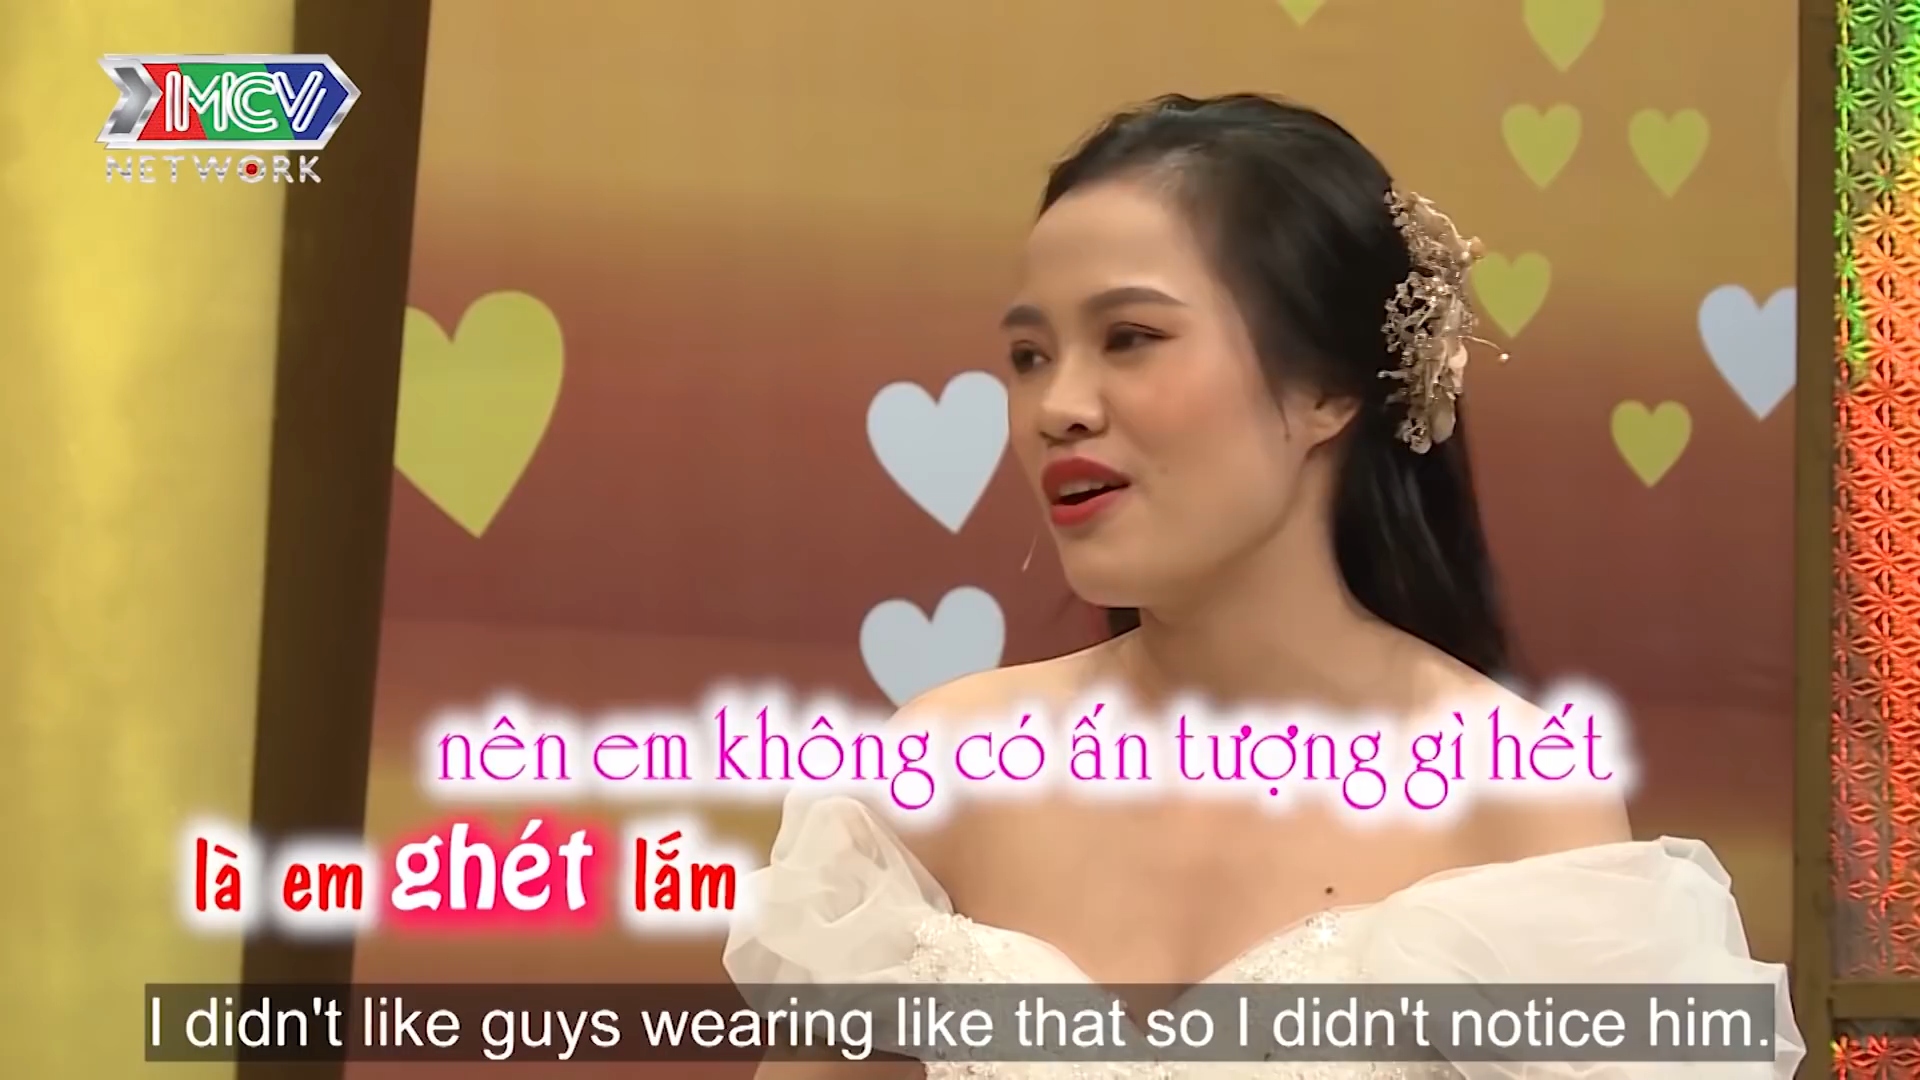 MCV
NETWORK
nên em không có ấn tượng gì hết
là em ghét lắm
I didn't like guys wearing like that so I didn't notice him.